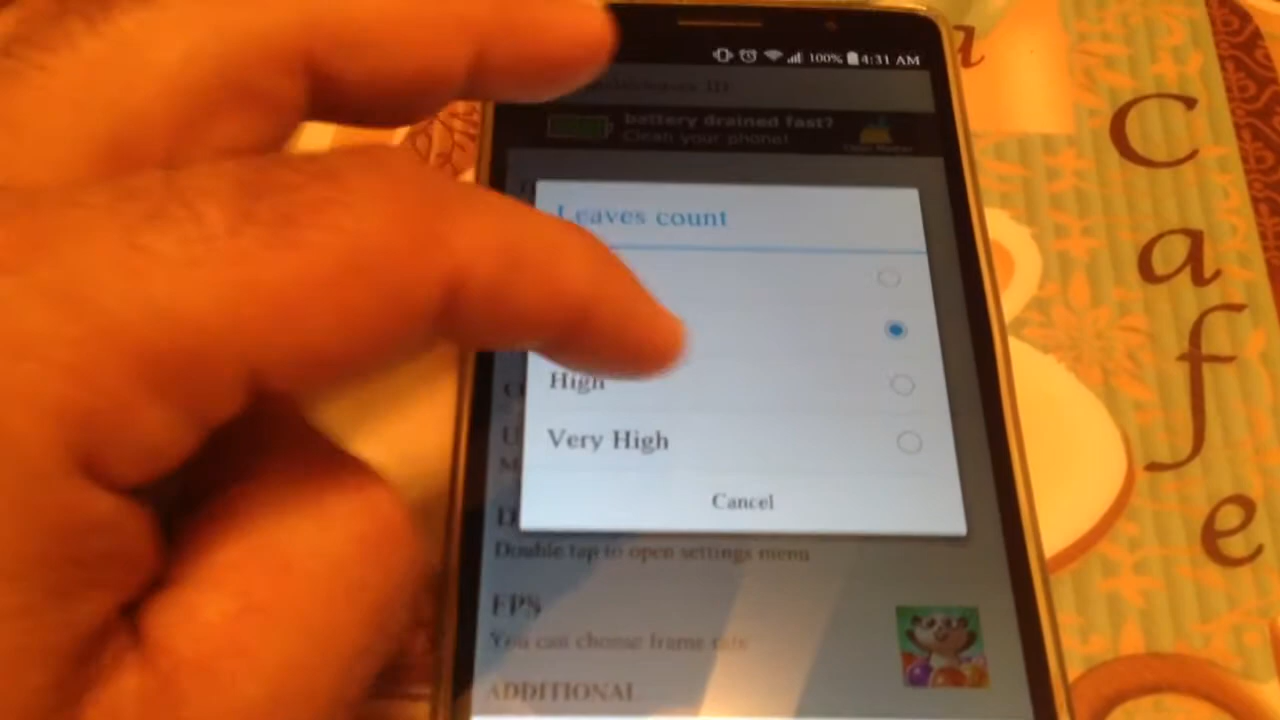 100% 4:31 AM
battery drained fast?
Clean your phone!
Leaves count
High
Very High
Cancel
Double tap to open settings menu
FPS
You can choose frame rate
ADDITIONAL
Cafe